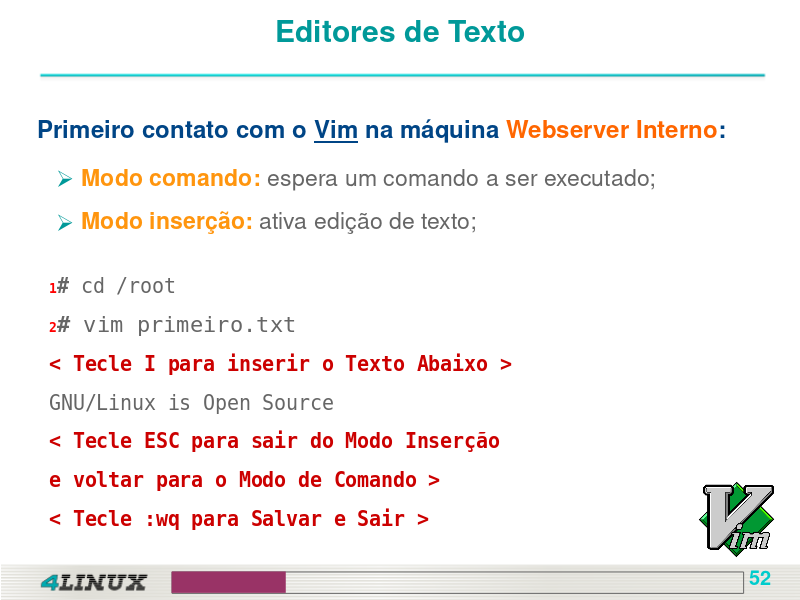 Editores de Texto
Primeiro contato com o Vim na máquina Webserver Interno:
Modo comando: espera um comando a ser executado;
Modo inserção: ativa edição de texto;
1# cd /root
2# vim primeiro.txt
< Tecle I para inserir o Texto Abaixo >
GNU/Linux is Open Source
< Tecle ESC para sair do Modo Inserção
e voltar para o Modo de Comando >
< Tecle :wq para Salvar e Sair >
Vim
4LINUX
52